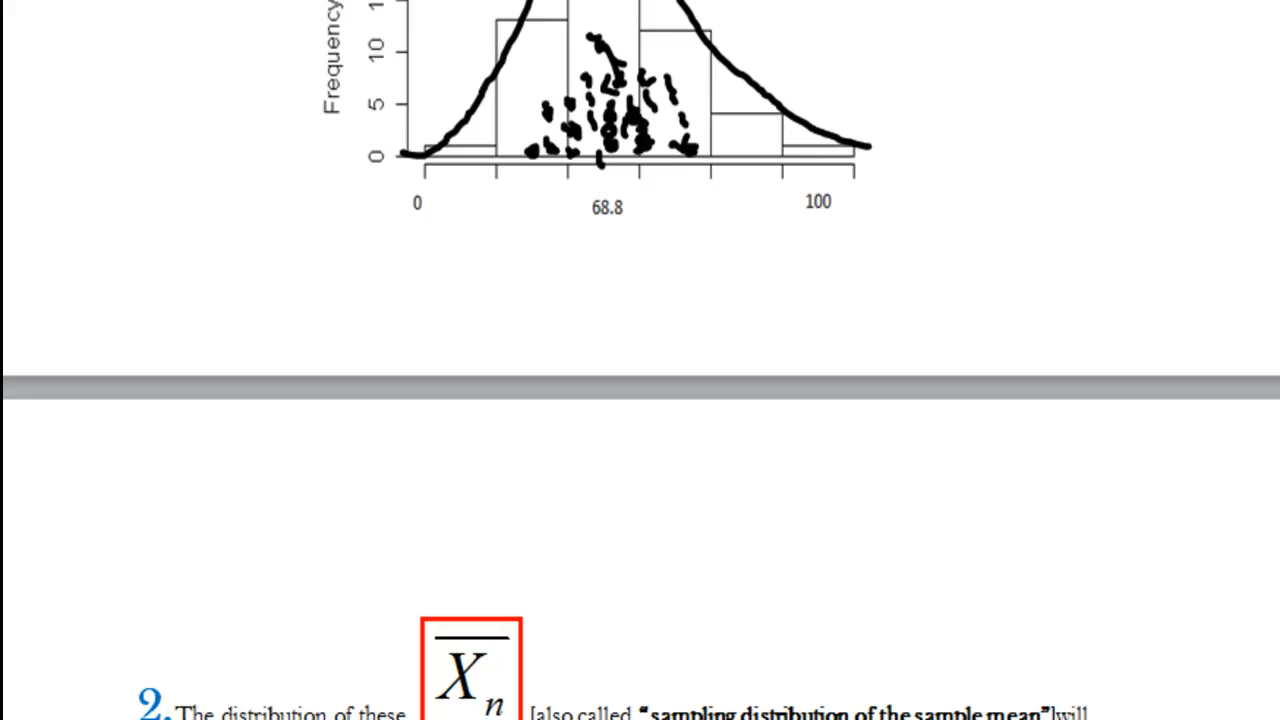 Frequency
10
5
0
0 68.8 100
X̅n
2. The distribution of these [also called "sampling distribution of the sample mean"]will